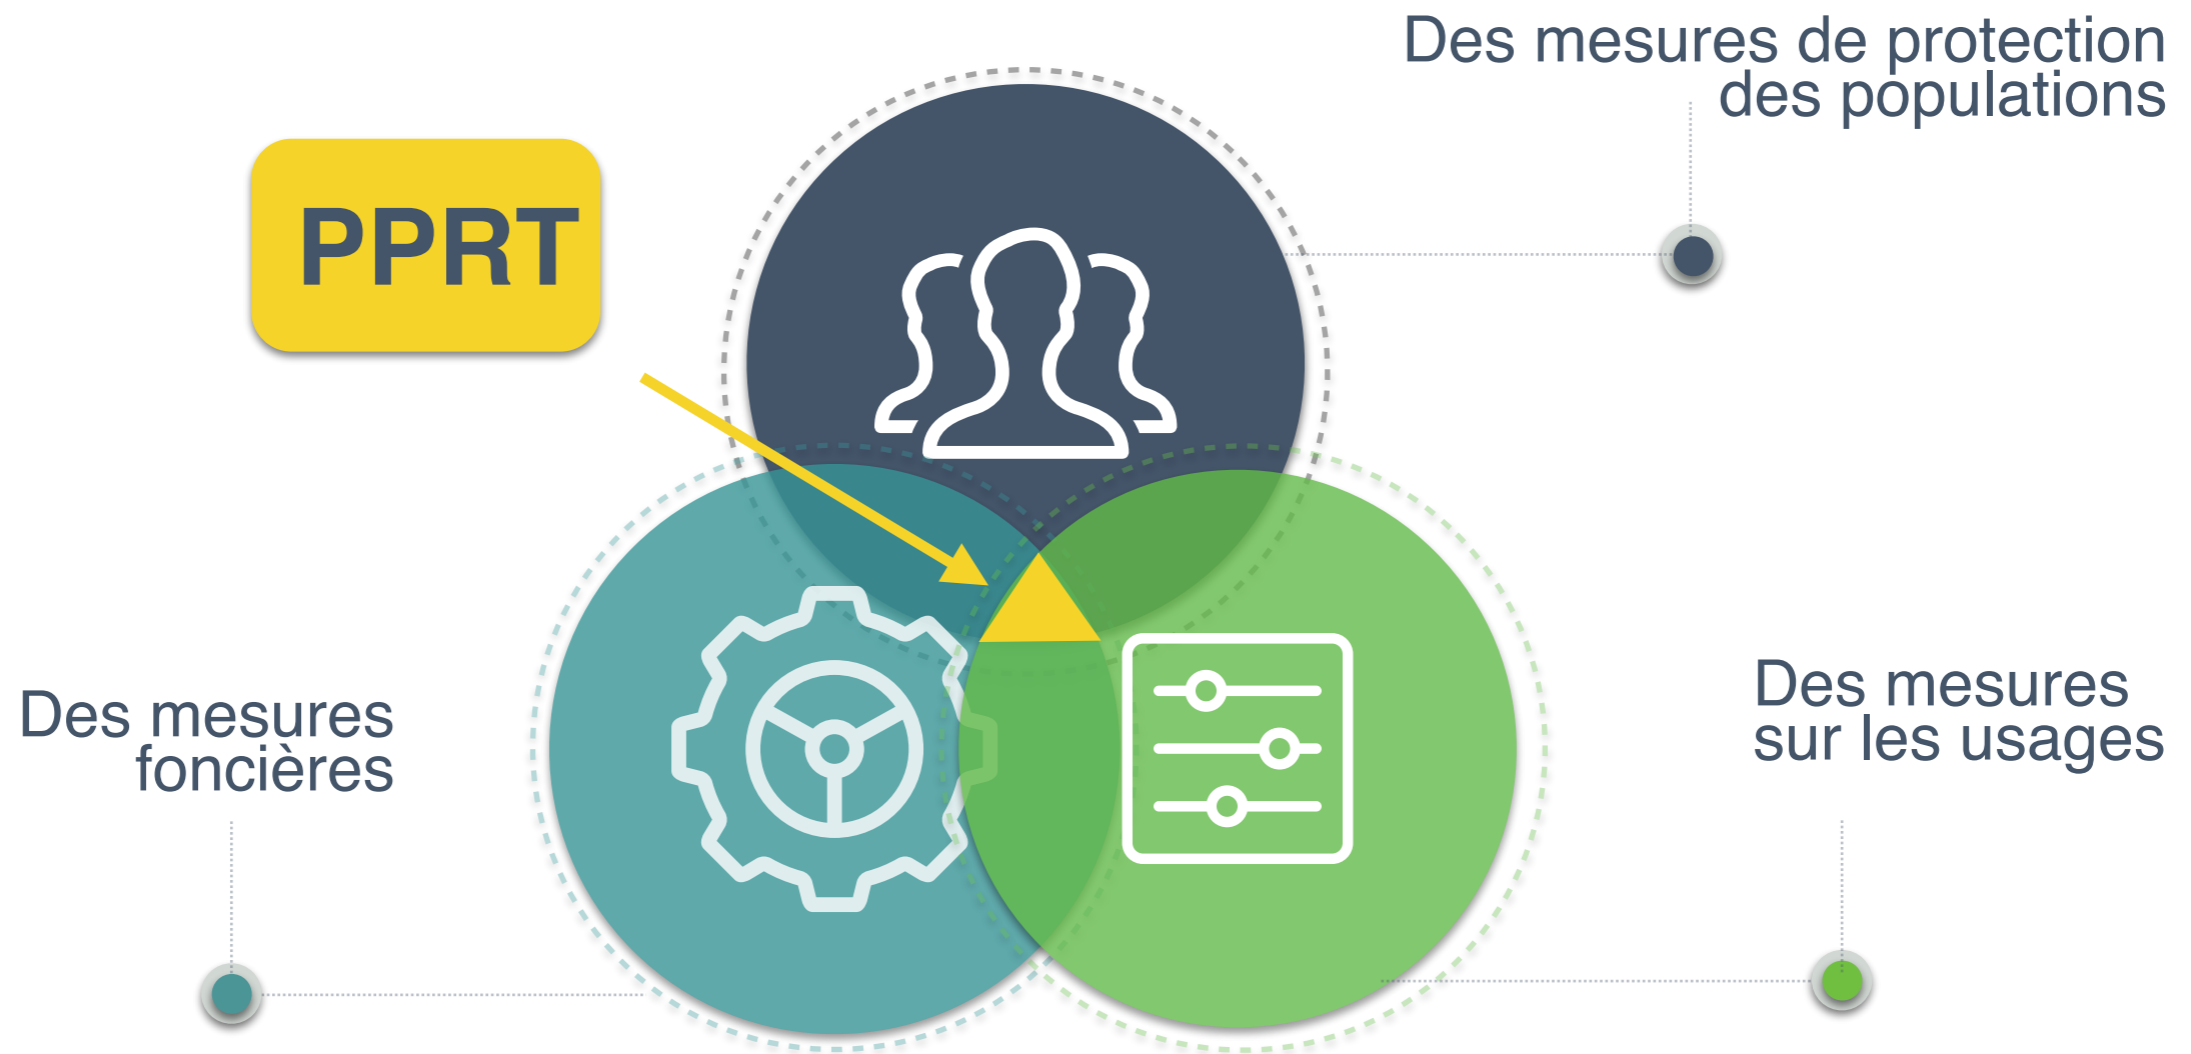 Des mesures de protection
des populations
PPRT
Des mesures
foncières
Des mesures
sur les usages